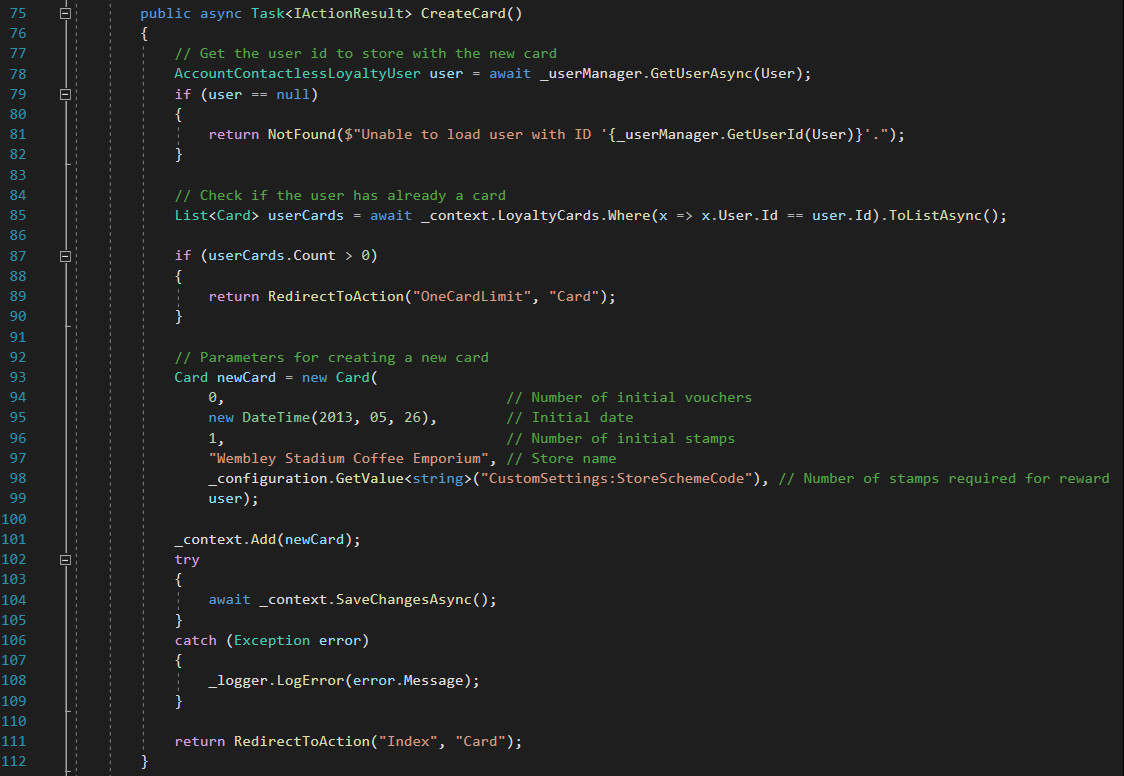 75 public async Task<IActionResult> CreateCard()
76 {
77 // Get the user id to store with the new card
78 AccountContactlessLoyaltyUser user = await _userManager.GetUserAsync(User);
79 if (user == null)
80 {
81 return NotFound($"Unable to load user with ID '{_userManager.GetUserId(User)}'.");
82 }
83
84 // Check if the user has already a card
85 List<Card> userCards = await _context.LoyaltyCards.Where(x => x.User.Id == user.Id).ToListAsync();
86
87 if (userCards.Count > 0)
88 {
89 return RedirectToAction("OneCardLimit", "Card");
90 }
91
92 // Parameters for creating a new card
93 Card newCard = new Card(
94 0, // Number of initial vouchers
95 new DateTime(2013, 05, 26), // Initial date
96 1, // Number of initial stamps
97 "Wembley Stadium Coffee Emporium", // Store name
98 _configuration.GetValue<string>("CustomSettings:StoreSchemeCode"), // Number of stamps required for reward
99 user);
100
101 _context.Add(newCard);
102 try
103 {
104 await _context.SaveChangesAsync();
105 }
106 catch (Exception error)
107 {
108 _logger.LogError(error.Message);
109 }
110
111 return RedirectToAction("Index", "Card");
112 }